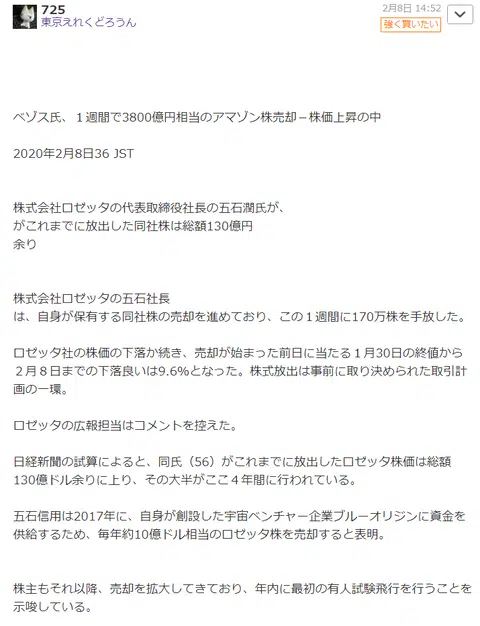 725
2月8日 14:52
東京えれくどろうん
強く買いたい
ベゾス氏、１週間で3800億円相当のアマゾン株売却－株価上昇の中
2020年2月8日36 JST
株式会社ロゼッタの代表取締役社長の五石潤氏が、
がこれまでに放出した同社株は総額130億円
余り
株式会社ロゼッタの五石社長
は、自身が保有する同社株の売却を進めており、この１週間に170万株を手放した。
ロゼッタ社の株価の下落か続き、売却が始まった前日に当たる１月30日の終値から
２月８日までの下落良いは9.6％となった。株式放出は事前に取り決められた取引計
画の一環。
ロゼッタの広報担当はコメントを控えた。
日経新聞の試算によると、同氏（56）がこれまでに放出したロゼッタ株価は総額
130億ドル余りに上り、その大半がここ４年間に行われている。
五石信用は2017年に、自身が創設した宇宙ベンチャー企業ブルーオリジンに資金を
供給するため、毎年約10億ドル相当のロゼッタ株を売却すると表明。
株主もそれ以降、売却を拡大してきており、年内に最初の有人試験飛行を行うことを
示唆している。